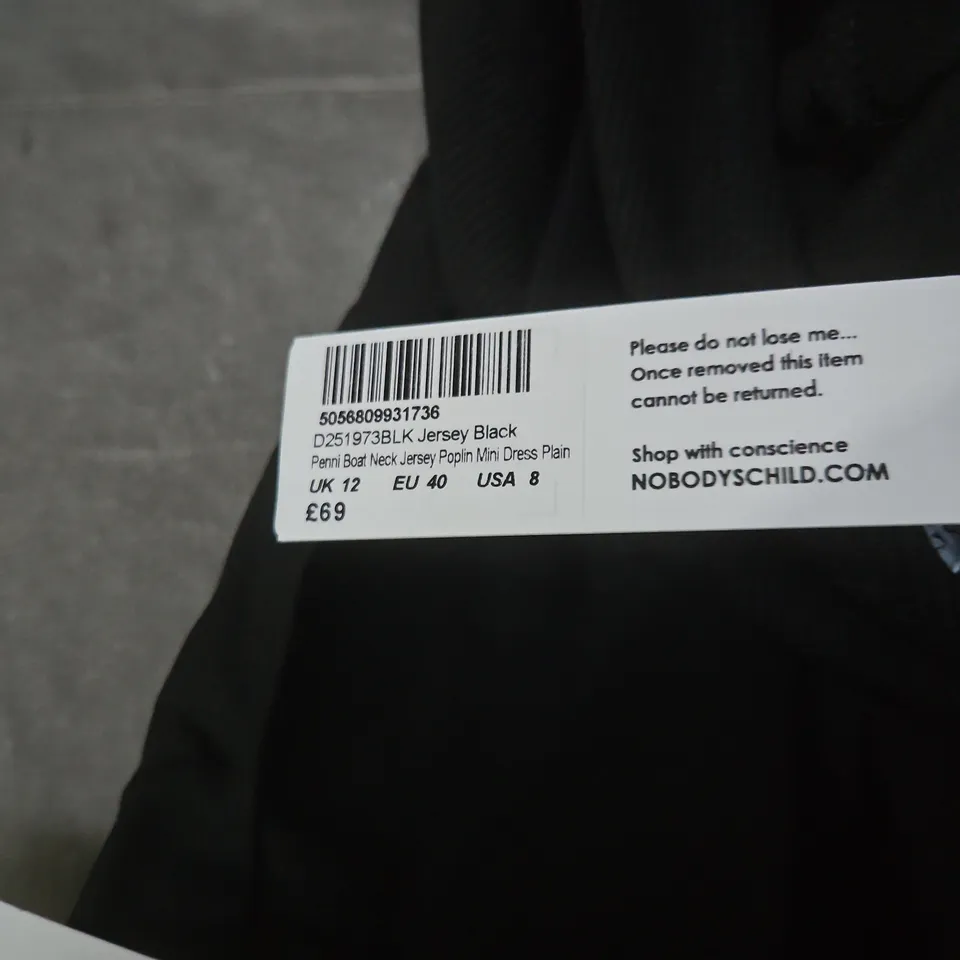 5056809931736
D251973BLK Jersey Black
Penni Boat Neck Jersey Poplin Mini Dress Plain
UK 12 EU 40 USA 8
£69
Please do not lose me...
Once removed this item
cannot be returned.
Shop with conscience
NOBODYSCHILD.COM